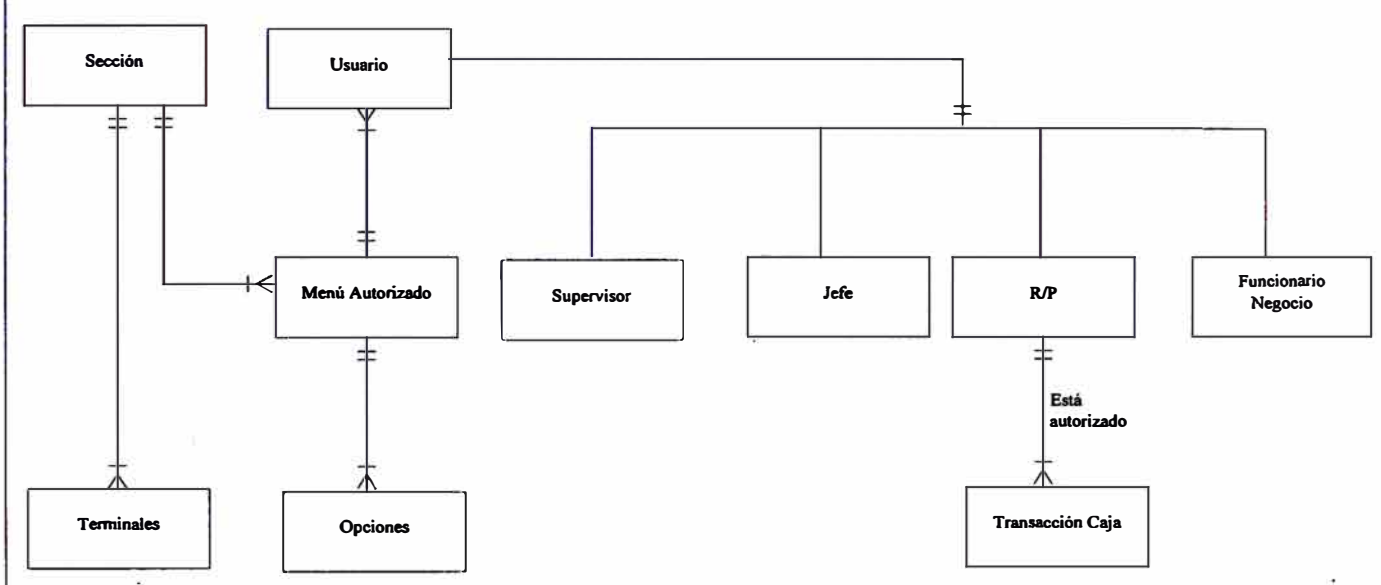 Sección
Usuario
Menú Autorizado
Supervisor
Jefe
R/P
Funcionario
Negocio
Está
autorizado
Terminales
Opciones
Transacción Caja